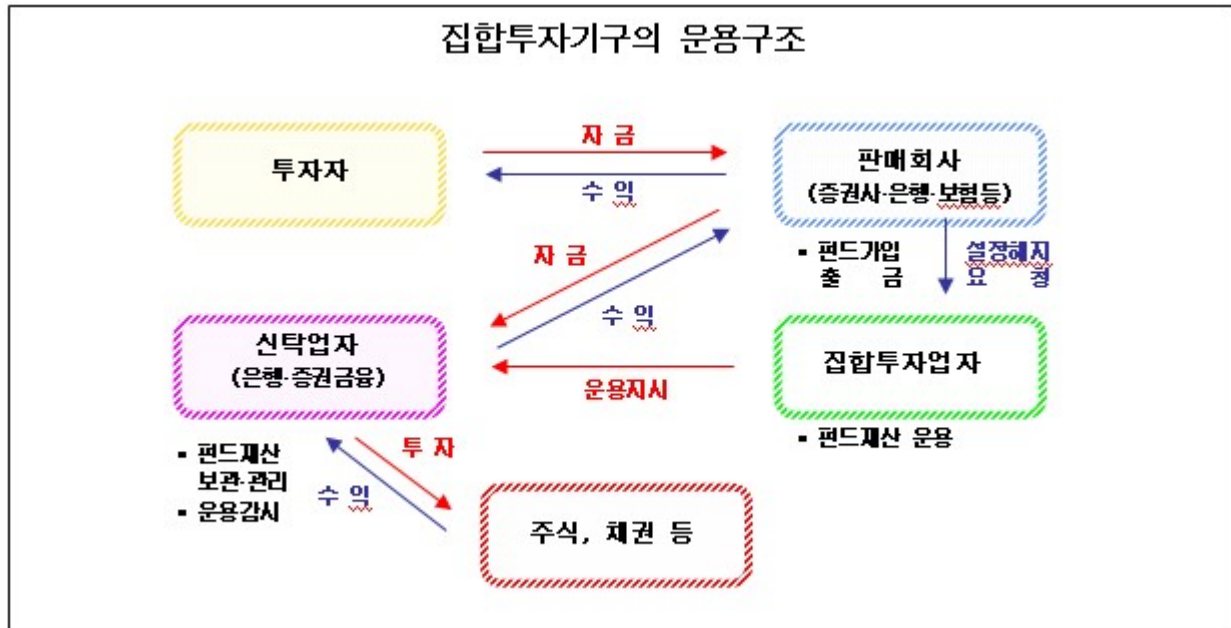 집합투자기구의 운용구조
투자자
자 금
수 익
판매회사
(증권사·은행·보험등)
▪ 펀드가입
출 금
설정해지
요 청
자 금
수 익
신탁업자
(은행·증권금융)
운용지시
집합투자업자
▪ 펀드재산 운용
▪ 펀드재산
보관·관리
▪ 운용감시
투 자
수 익
주식, 채권 등